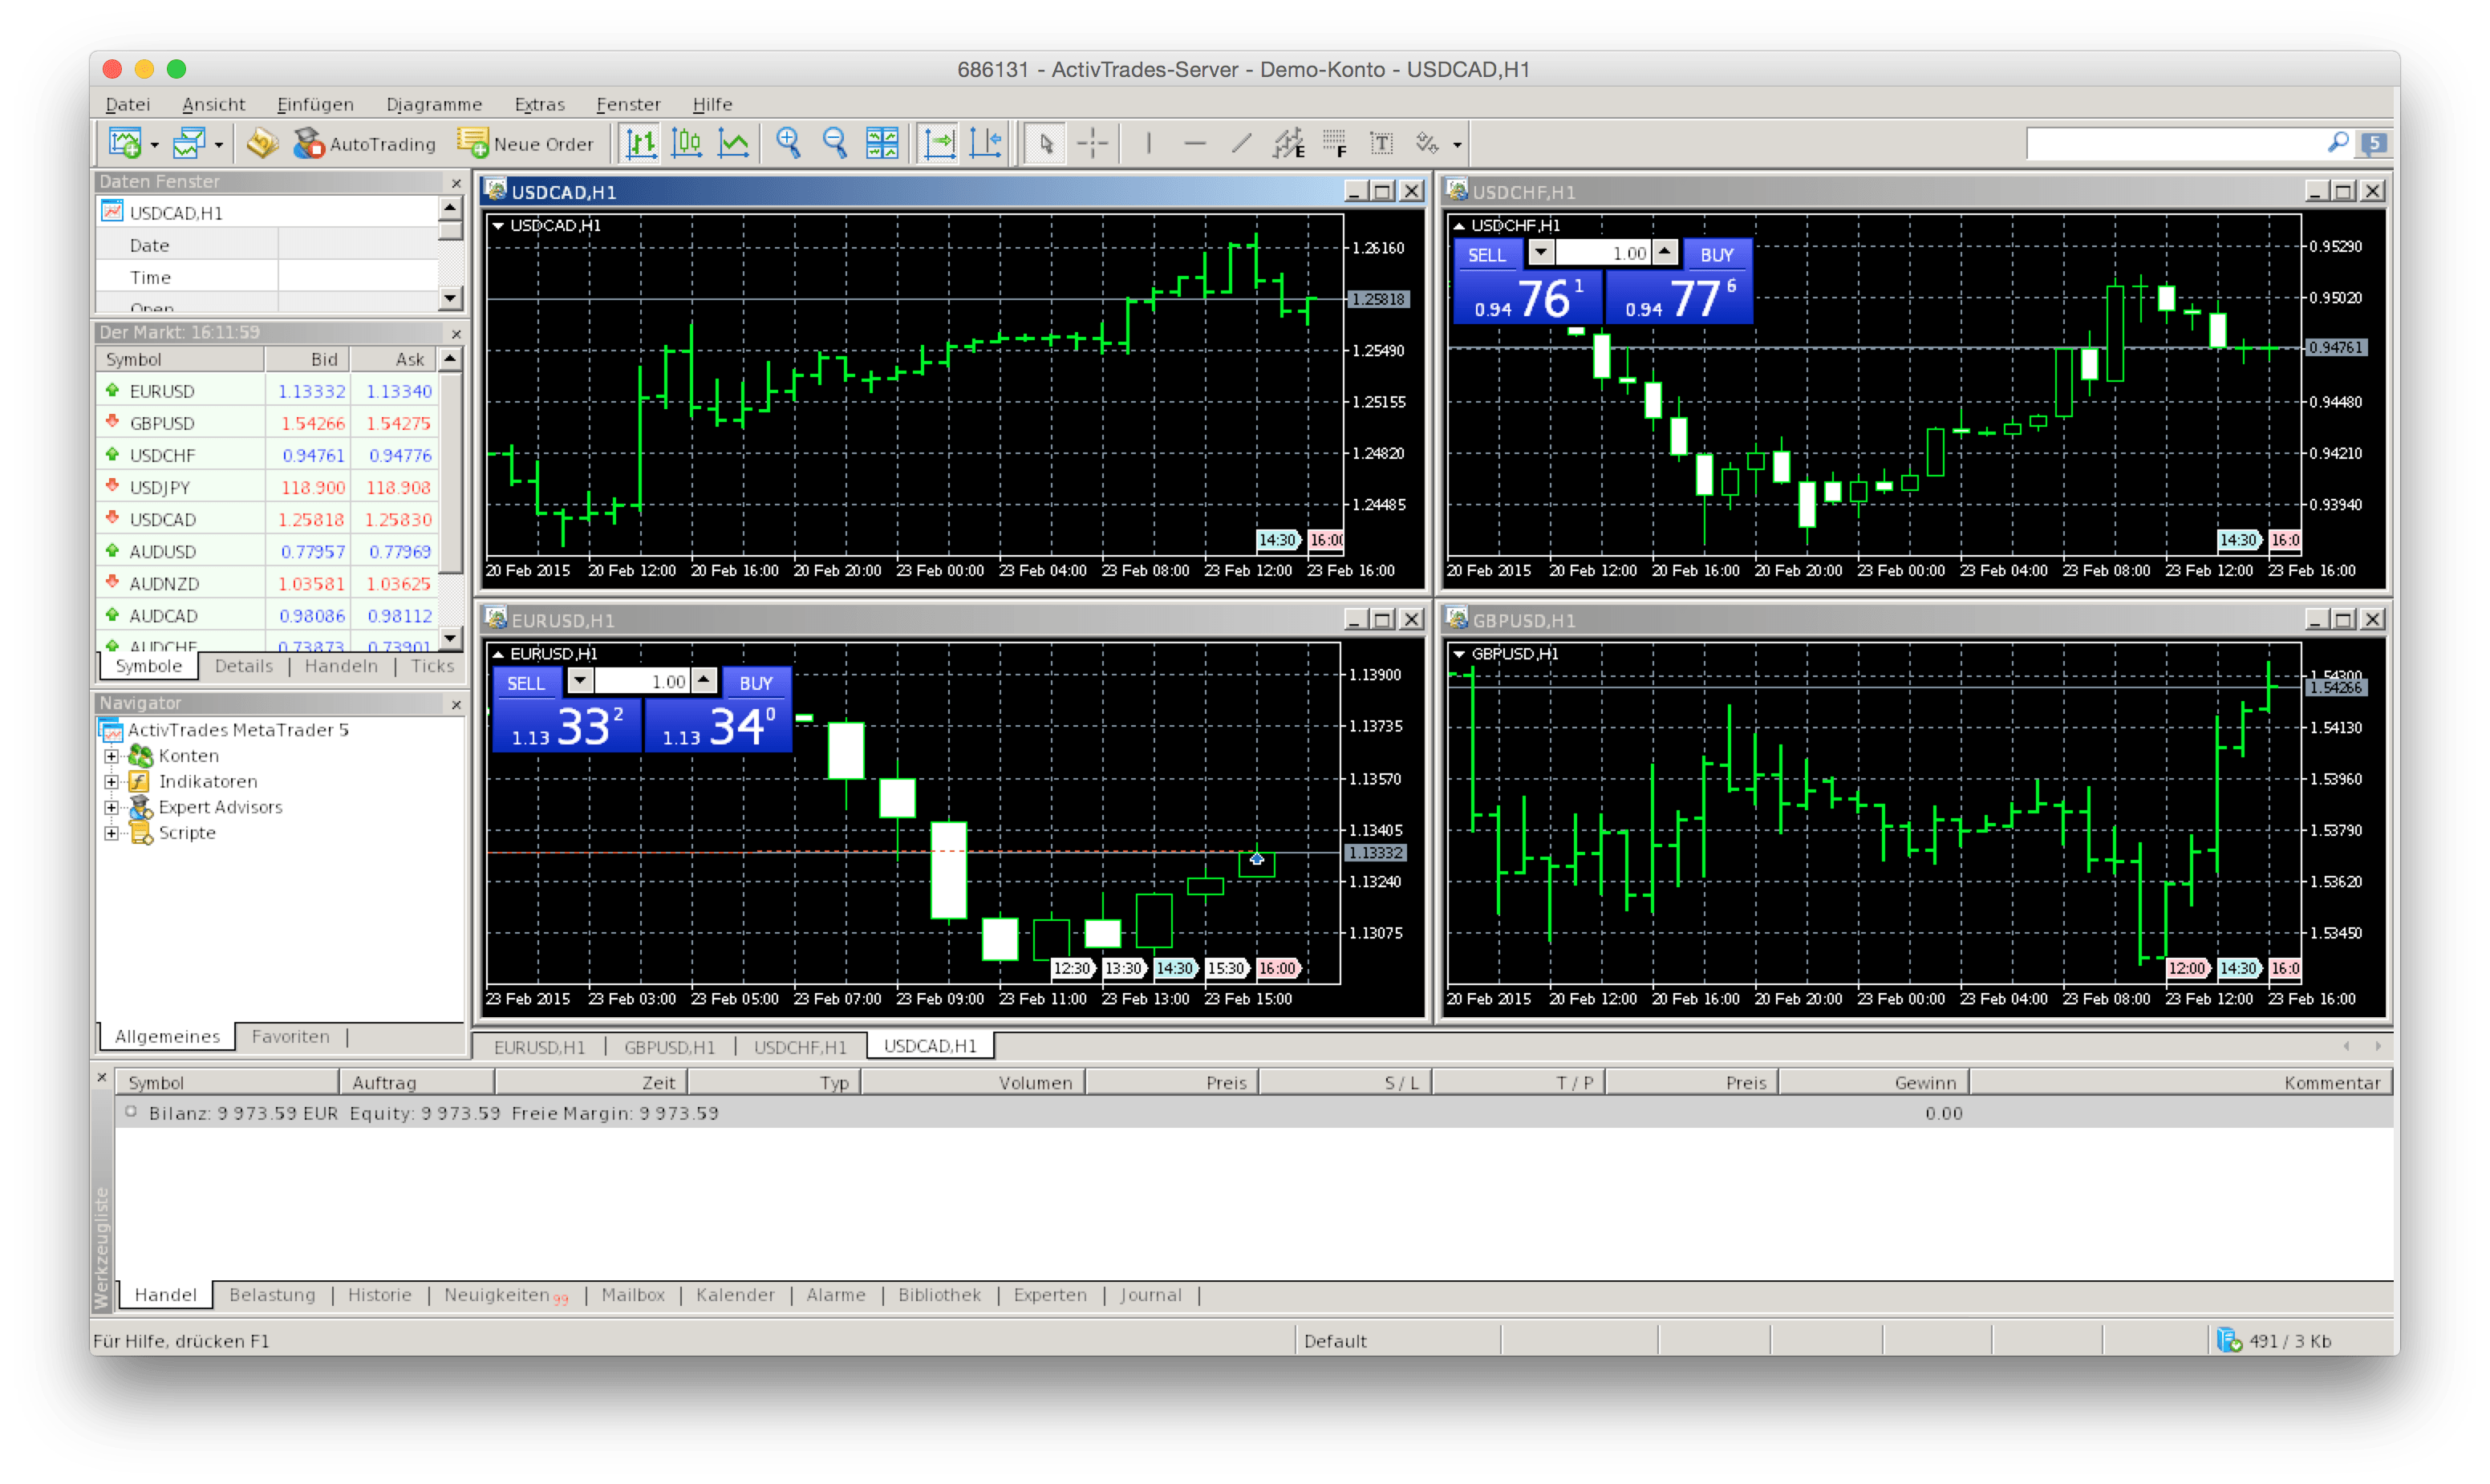 686131 - ActivTrades-Server - Demo-Konto - USDCAD,H1
Datei Ansicht Einfügen Diagramme Extras Fenster Hilfe
AutoTrading Neue Order E F T 5
Daten Fenster
USDCAD,H1
Date
Time
Open
Der Markt: 16:11:59
Symbol Bid Ask
EURUSD 1.13332 1.13340
GBPUSD 1.54266 1.54275
USDCHF 0.94761 0.94776
USDJPY 118.900 118.908
USDCAD 1.25818 1.25830
AUDUSD 0.77957 0.77969
AUDNZD 1.03581 1.03625
AUDCAD 0.98086 0.98112
AUDCHF 0.73873 0.73901
Symbole Details Handeln Ticks
Navigator
ActivTrades MetaTrader 5
Konten
Indikatoren
Expert Advisors
Scripte
Allgemeines Favoriten
USDCAD,H1
USDCAD,H1
1.26160
1.25818
1.25490
1.25155
1.24820
1.24485
14:30 16:00
20 Feb 2015 20 Feb 12:00 20 Feb 16:00 20 Feb 20:00 23 Feb 00:00 23 Feb 04:00 23 Feb 08:00 23 Feb 12:00 23 Feb 16:00
USDCHF,H1
USDCHF,H1
SELL 1.00 BUY
0.94 76 1 0.94 77 6
0.95290
0.95020
0.94761
0.94480
0.94210
0.93940
14:30 16:0
20 Feb 2015 20 Feb 12:00 20 Feb 16:00 20 Feb 20:00 23 Feb 00:00 23 Feb 04:00 23 Feb 08:00 23 Feb 12:00 23 Feb 16:00
EURUSD,H1
EURUSD,H1
SELL 1.00 BUY
1.13 33 2 1.13 34 0
1.13900
1.13735
1.13570
1.13405
1.13332
1.13240
1.13075
12:30 13:30 14:30 15:30 16:00
23 Feb 2015 23 Feb 03:00 23 Feb 05:00 23 Feb 07:00 23 Feb 09:00 23 Feb 11:00 23 Feb 13:00 23 Feb 15:00
GBPUSD,H1
GBPUSD,H1
1.54300
1.54266
1.54130
1.53960
1.53790
1.53620
1.53450
12:00 14:30 16:0
20 Feb 2015 20 Feb 12:00 20 Feb 16:00 20 Feb 20:00 23 Feb 00:00 23 Feb 04:00 23 Feb 08:00 23 Feb 12:00 23 Feb 16:00
EURUSD,H1 GBPUSD,H1 USDCHF,H1 USDCAD,H1
Symbol Auftrag Zeit Typ Volumen Preis S / L T / P Preis Gewinn Kommentar
Bilanz: 9 973.59 EUR Equity: 9 973.59 Freie Margin: 9 973.59 0.00
Werkzeugliste
Handel Belastung Historie Neuigkeiten 99 Mailbox Kalender Alarme Bibliothek Experten Journal
Für Hilfe, drücken F1 Default 491 / 3 Kb